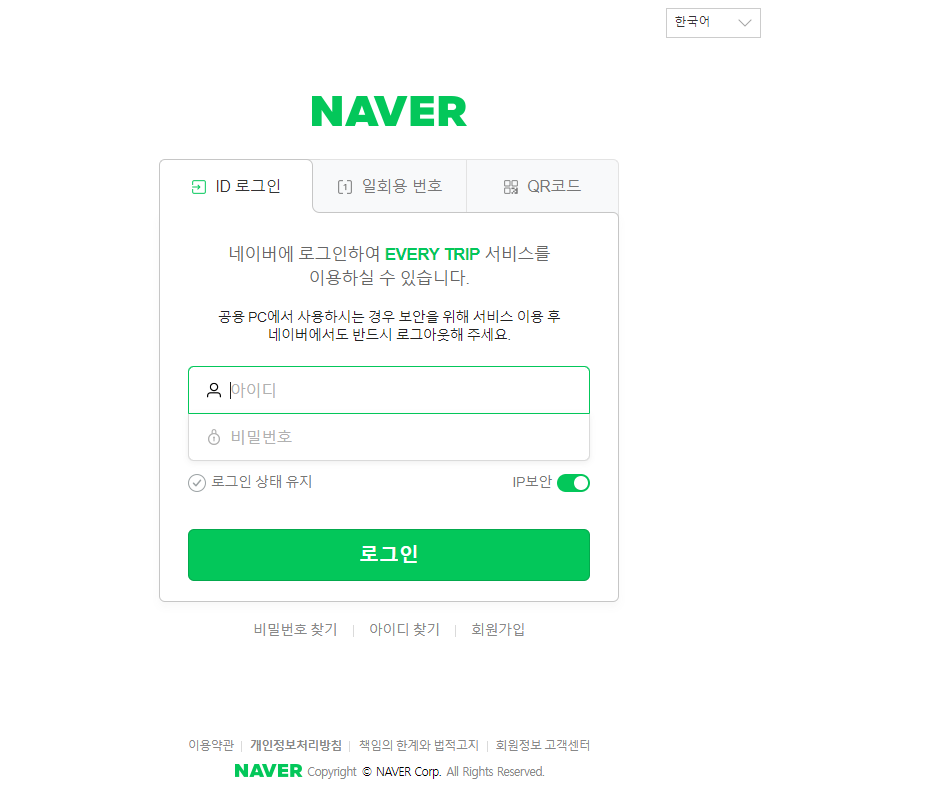 한국어
NAVER
ID 로그인
일회용 번호
QR코드
네이버에 로그인하여 EVERY TRIP 서비스를
이용하실 수 있습니다.
공용 PC에서 사용하시는 경우 보안을 위해 서비스 이용 후
네이버에서도 반드시 로그아웃해 주세요.
아이디
비밀번호
로그인 상태 유지
IP보안
로그인
비밀번호 찾기
아이디 찾기
회원가입
이용약관
개인정보처리방침
책임의 한계와 법적고지
회원정보 고객센터
NAVER Copyright © NAVER Corp. All Rights Reserved.